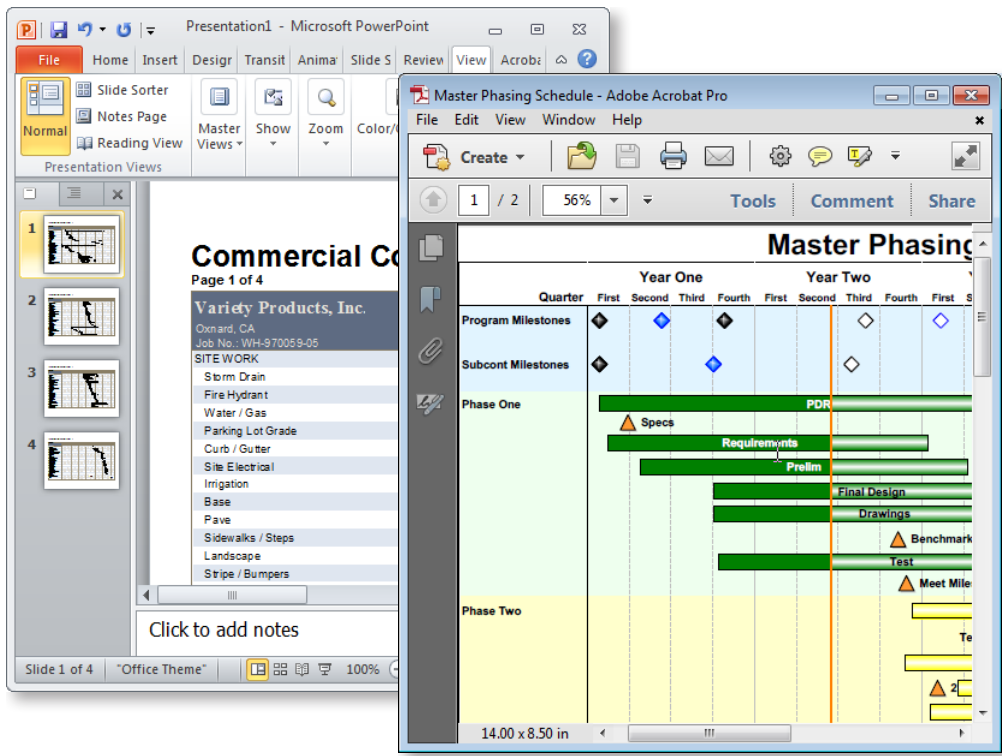 Presentation1 - Microsoft PowerPoint
File Home Insert Design Transit Animat Slide S Review View Acroba
Normal
Slide Sorter
Notes Page
Reading View
Master Views
Show
Zoom
Color/
Presentation Views
1
2
3
4
Commercial Co
Page 1 of 4
Variety Products, Inc.
Oxnard, CA
Job No.: WH-970059-05
SITE WORK
Storm Drain
Fire Hydrant
Water / Gas
Parking Lot Grade
Curb / Gutter
Site Electrical
Irrigation
Base
Pave
Sidewalks / Steps
Landscape
Stripe / Bumpers
Click to add notes
Slide 1 of 4 "Office Theme" 100%
Master Phasing Schedule - Adobe Acrobat Pro
File Edit View Window Help
Create
1 / 2 56% Tools Comment Share
Master Phasing
Year One Year Two Y
Quarter First Second Third Fourth First Second Third Fourth First S
Program Milestones
Subcont Milestones
Phase One
PDR
Specs
Requirements
Prelim
Final Design
Drawings
Benchmark
Test
Meet Mile
Phase Two
Te
2
14.00 x 8.50 in